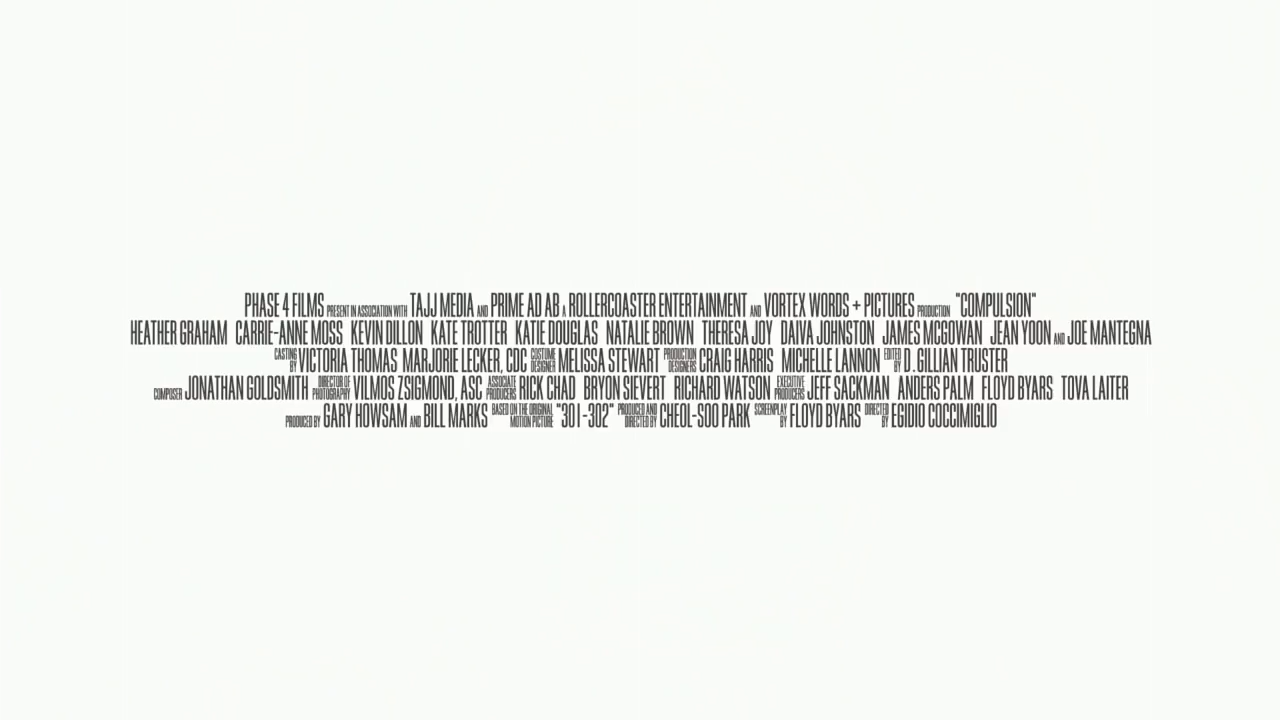 PHASE 4 FILMS PRESENT IN ASSOCIATION WITH TAJJ MEDIA AND PRIME AD AB A ROLLERCOASTER ENTERTAINMENT AND VORTEX WORDS + PICTURES PRODUCTION "COMPULSION"
HEATHER GRAHAM CARRIE-ANNE MOSS KEVIN DILLON KATE TROTTER KATIE DOUGLAS NATALIE BROWN THERESA JOY DAIVA JOHNSTON JAMES MCGOWAN JEAN YOON AND JOE MANTEGNA
CASTING BY VICTORIA THOMAS MARJORIE LECKER, CDC COSTUME DESIGNER MELISSA STEWART PRODUCTION DESIGNERS CRAIG HARRIS MICHELLE LANNON EDITED BY D. GILLIAN TRUSTER
COMPOSER JONATHAN GOLDSMITH DIRECTOR OF PHOTOGRAPHY VILMOS ZSIGMOND, ASC ASSOCIATE PRODUCERS RICK CHAD BRYON SIEVERT RICHARD WATSON EXECUTIVE PRODUCERS JEFF SACKMAN ANDERS PALM FLOYD BYARS TOVA LAITER
PRODUCED BY GARY HOWSAM AND BILL MARKS BASED ON THE ORIGINAL MOTION PICTURE "301-302" PRODUCED AND DIRECTED BY CHEOL-SOO PARK SCREENPLAY BY FLOYD BYARS DIRECTED BY EGIDIO COCCIMIGLIO